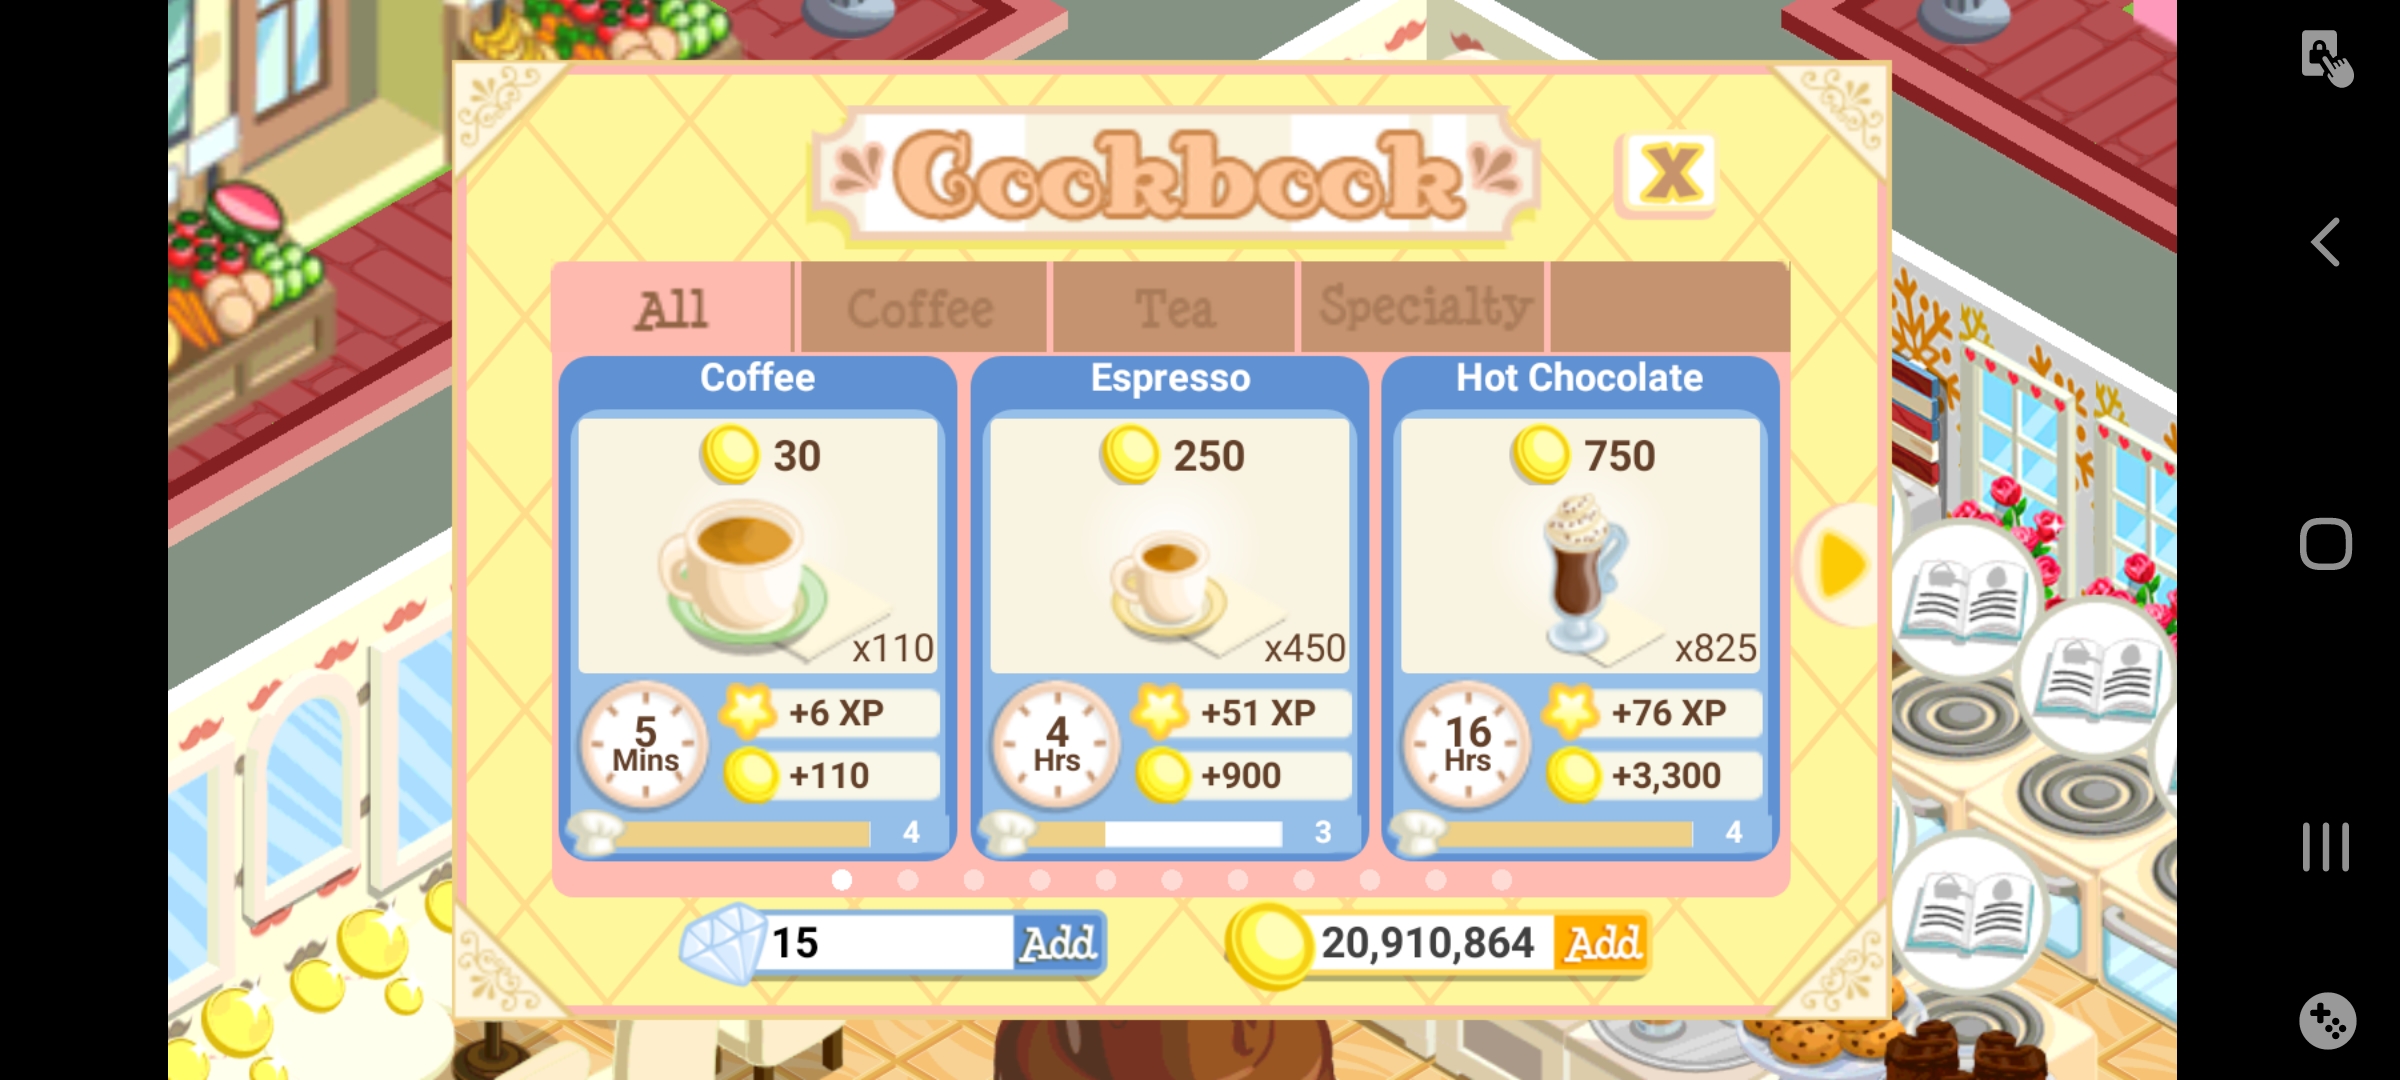 Cookbook
X
All
Coffee
Tea
Specialty
Coffee
30
x110
5
Mins
+6 XP
+110
4
Espresso
250
x450
4
Hrs
+51 XP
+900
3
Hot Chocolate
750
x825
16
Hrs
+76 XP
+3,300
4
15
Add
20,910,864
Add